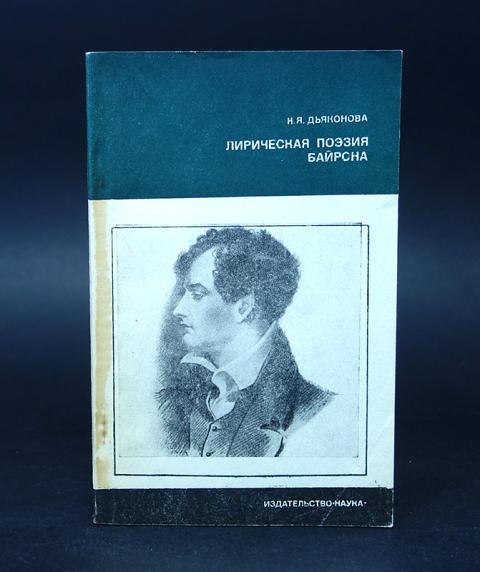 Н.Я. ДЬЯКОНОВА
ЛИРИЧЕСКАЯ ПОЭЗИЯ
БАЙРОНА
ИЗДАТЕЛЬСТВО·НАУКА·